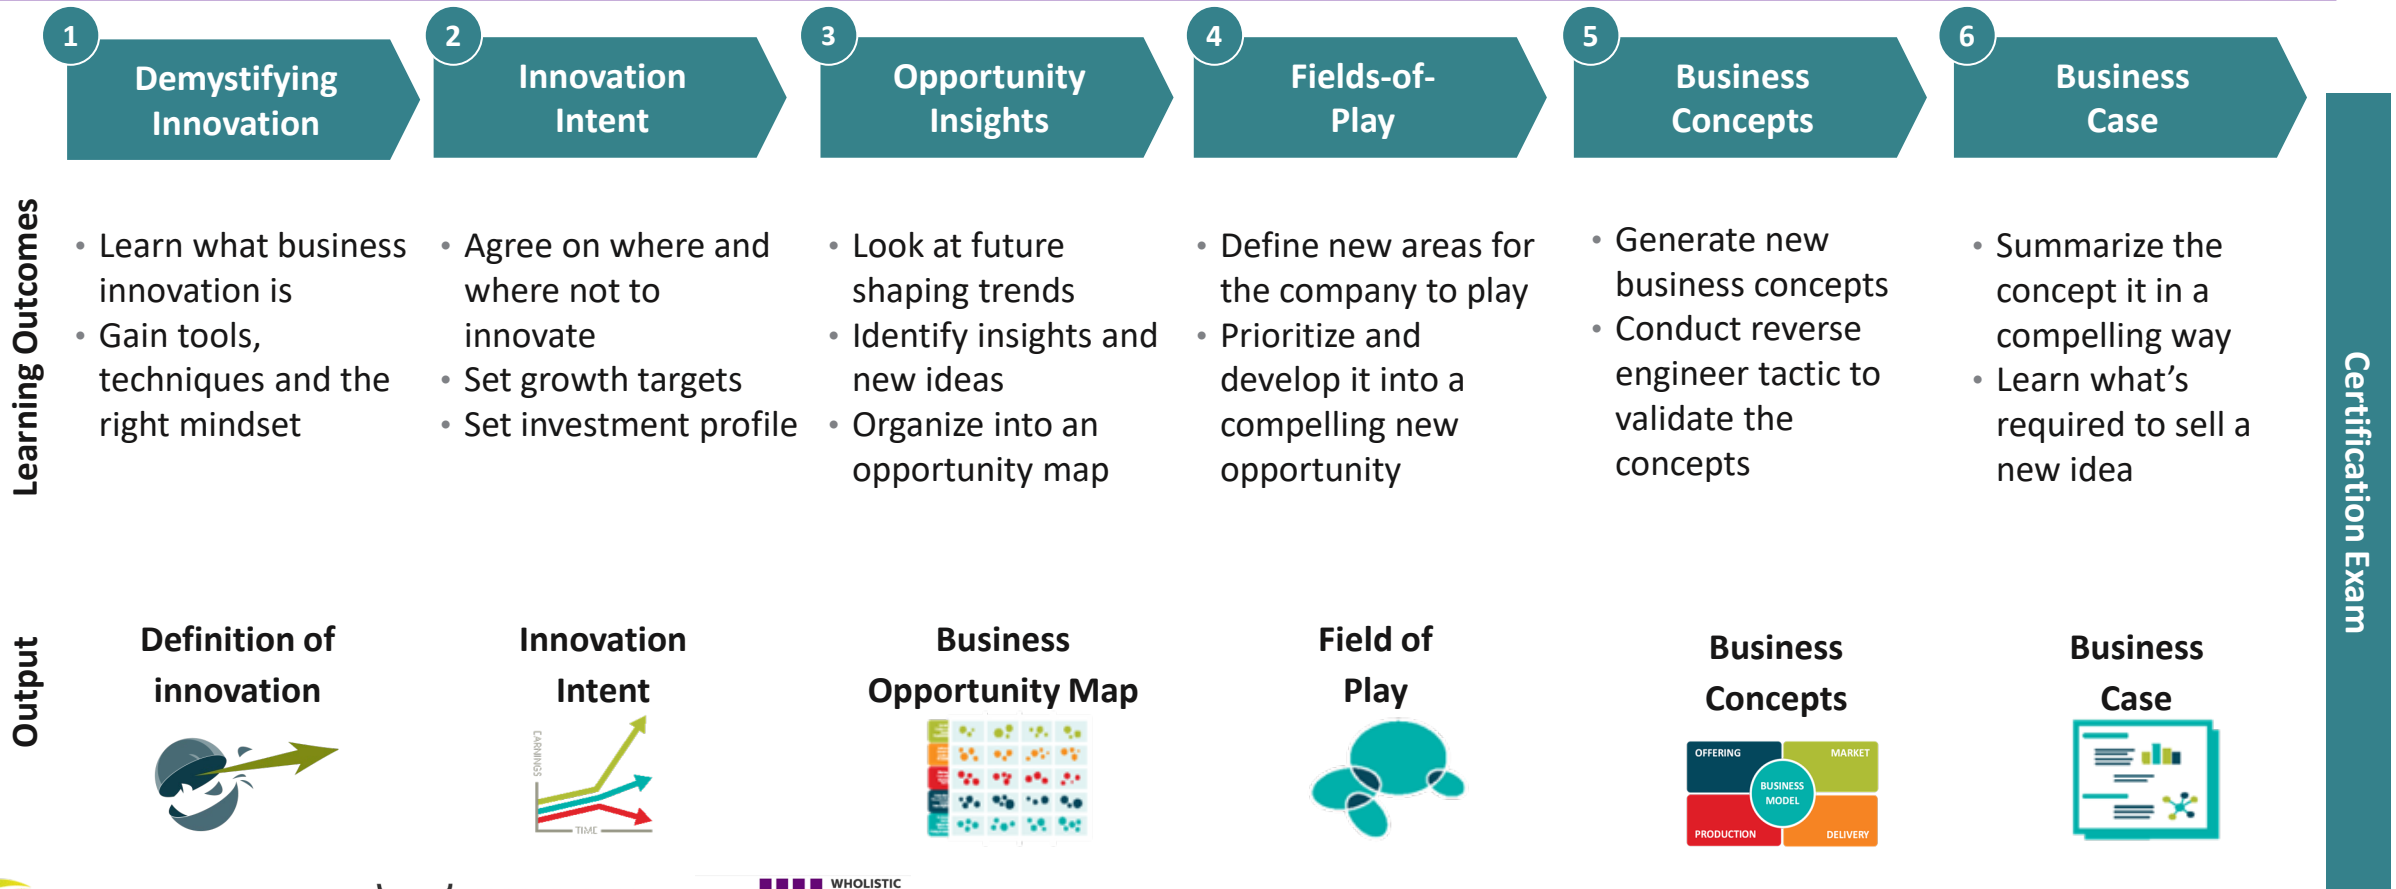 1
Demystifying
Innovation
2
Innovation
Intent
3
Opportunity
Insights
4
Fields-of-
Play
5
Business
Concepts
6
Business
Case
Learning Outcomes
• Learn what business
innovation is
• Gain tools,
techniques and the
right mindset
• Agree on where and
where not to
innovate
• Set growth targets
• Set investment profile
• Look at future
shaping trends
• Identify insights and
new ideas
• Organize into an
opportunity map
• Define new areas for
the company to play
• Prioritize and
develop it into a
compelling new
opportunity
• Generate new
business concepts
• Conduct reverse
engineer tactic to
validate the
concepts
• Summarize the
concept it in a
compelling way
• Learn what’s
required to sell a
new idea
Certification Exam
Output
Definition of
innovation
Innovation
Intent
EARNINGS
TIME
Business
Opportunity Map
Field of
Play
Business
Concepts
OFFERING
MARKET
BUSINESS
MODEL
PRODUCTION
DELIVERY
Business
Case
WHOLISTIC